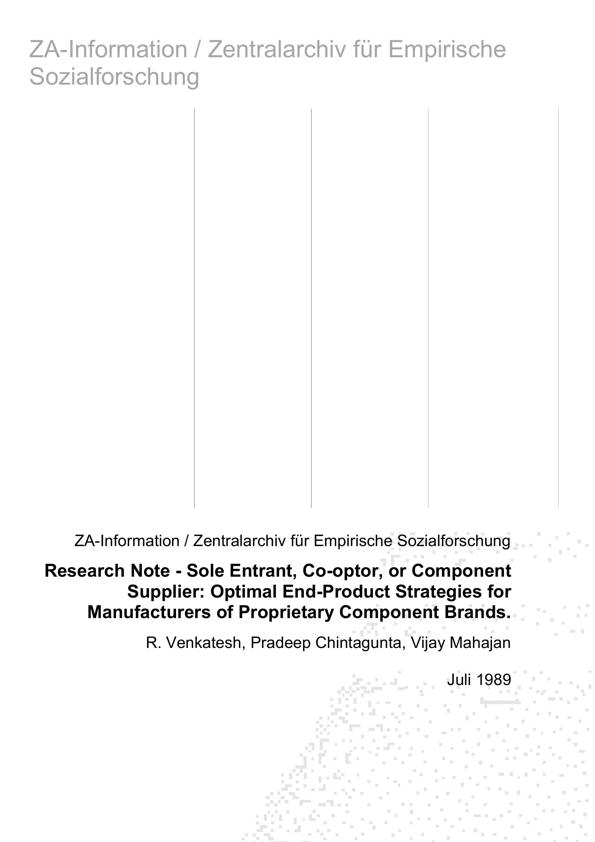 ZA-Information / Zentralarchiv für Empirische
Sozialforschung
ZA-Information / Zentralarchiv für Empirische Sozialforschung
Research Note - Sole Entrant, Co-optor, or Component
Supplier: Optimal End-Product Strategies for
Manufacturers of Proprietary Component Brands.
R. Venkatesh, Pradeep Chintagunta, Vijay Mahajan
Juli 1989